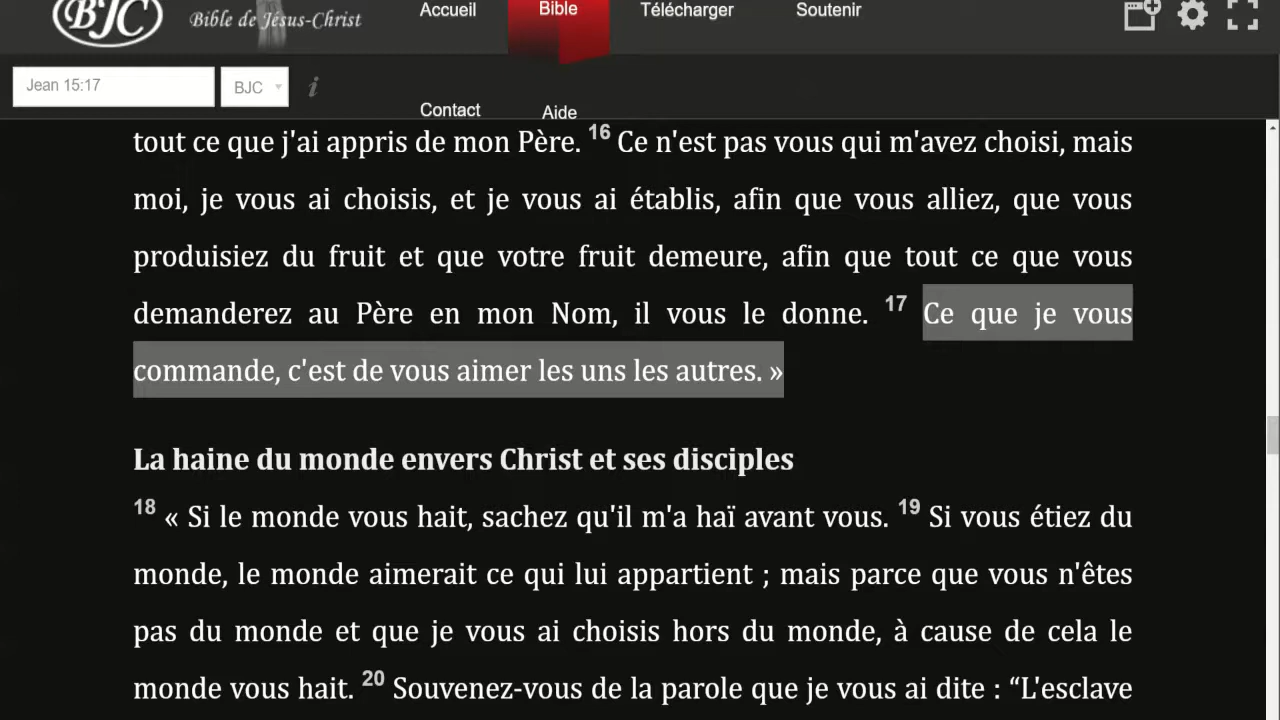 BJC Bible de Jésus-Christ
Accueil Bible Télécharger Soutenir
Jean 15:17 BJC i
Contact Aide
tout ce que j'ai appris de mon Père. 16 Ce n'est pas vous qui m'avez choisi, mais
moi, je vous ai choisis, et je vous ai établis, afin que vous alliez, que vous
produisiez du fruit et que votre fruit demeure, afin que tout ce que vous
demanderez au Père en mon Nom, il vous le donne. 17 Ce que je vous
commande, c'est de vous aimer les uns les autres. »
La haine du monde envers Christ et ses disciples
18 « Si le monde vous hait, sachez qu'il m'a haï avant vous. 19 Si vous étiez du
monde, le monde aimerait ce qui lui appartient ; mais parce que vous n'êtes
pas du monde et que je vous ai choisis hors du monde, à cause de cela le
monde vous hait. 20 Souvenez-vous de la parole que je vous ai dite : “L'esclave